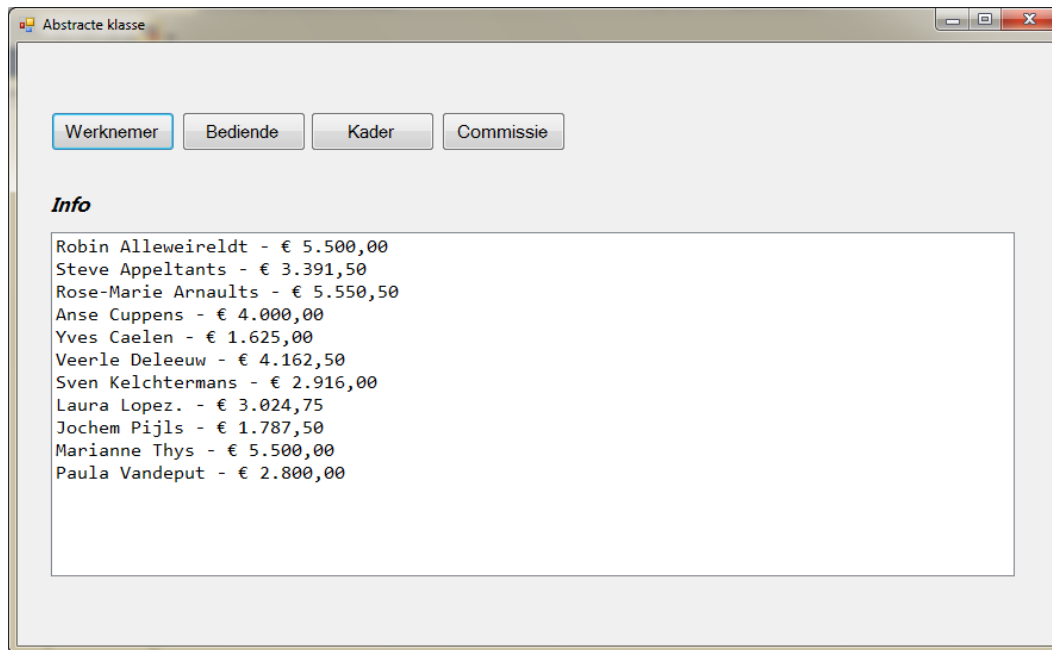 Abstracte klasse
Werknemer Bediende Kader Commissie
Info
Robin Alleweireldt - € 5.500,00
Steve Appeltants - € 3.391,50
Rose-Marie Arnaults - € 5.550,50
Anse Cuppens - € 4.000,00
Yves Caelen - € 1.625,00
Veerle Deleeuw - € 4.162,50
Sven Kelchtermans - € 2.916,00
Laura Lopez. - € 3.024,75
Jochem Pijls - € 1.787,50
Marianne Thys - € 5.500,00
Paula Vandeput - € 2.800,00